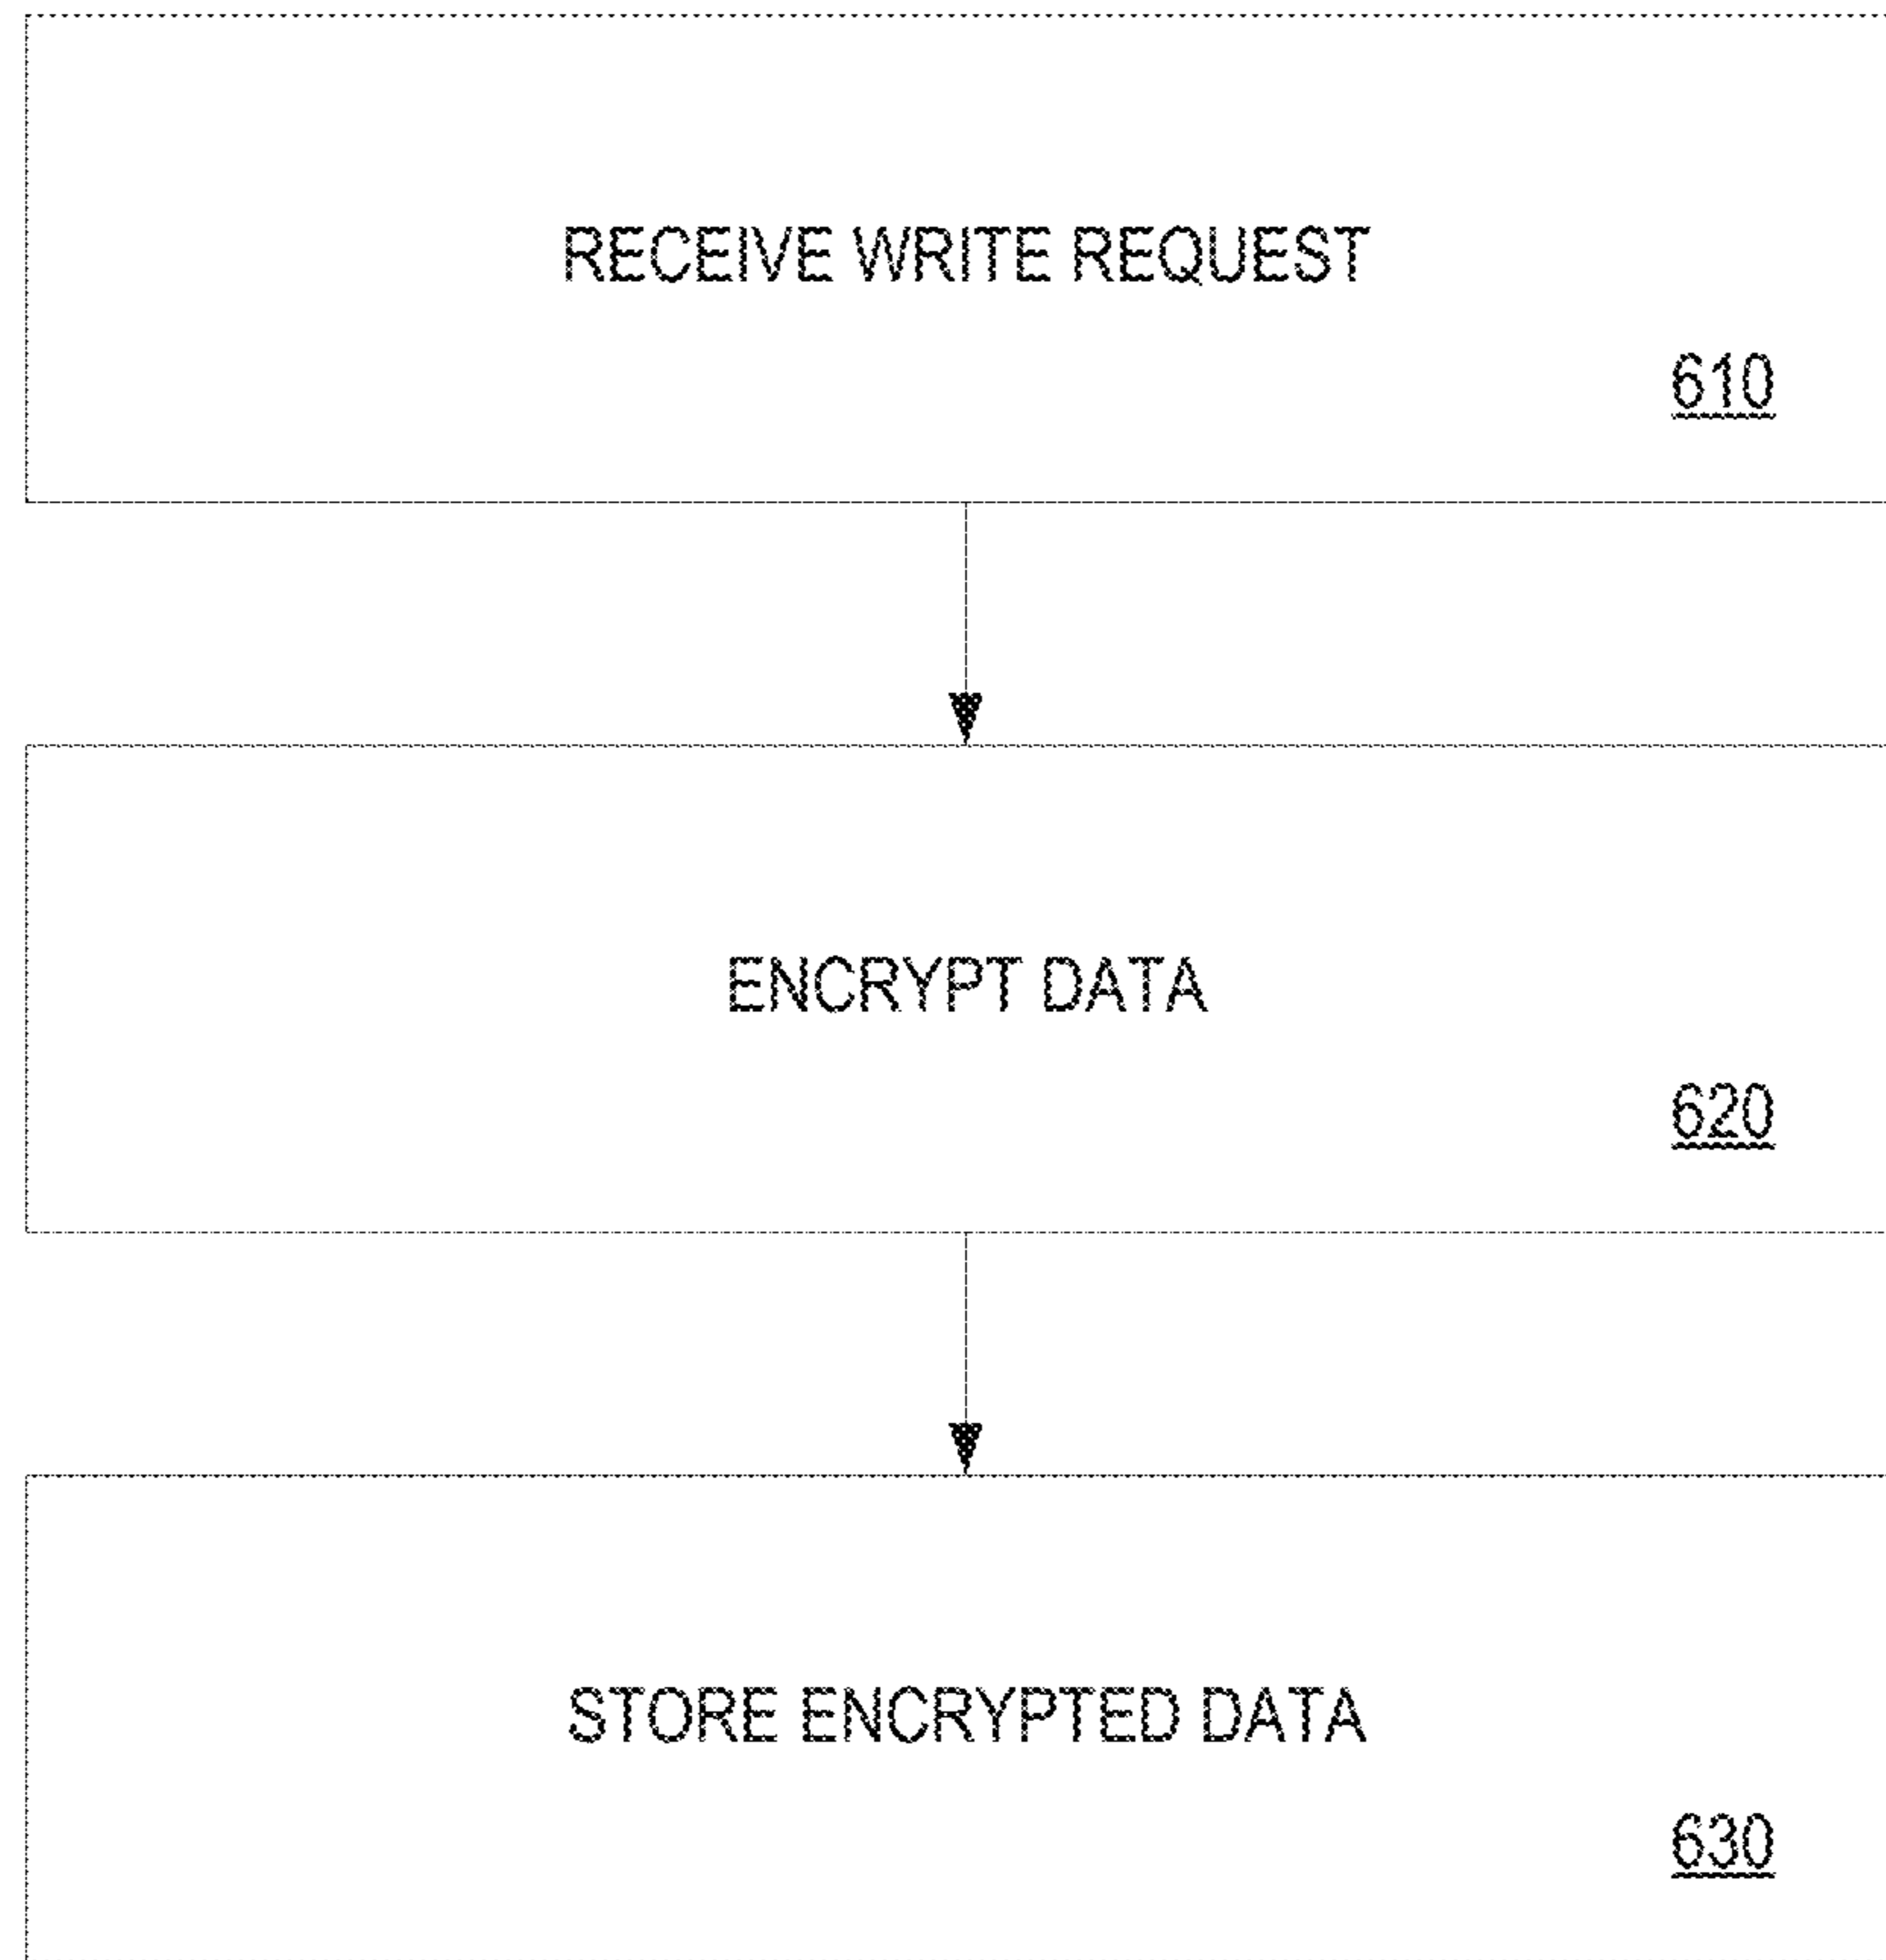 RECEIVE WRITE REQUEST
610
ENCRYPT DATA
620
STORE ENCRYPTED DATA
630